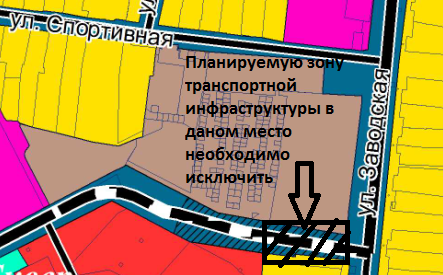 ул. Спортивная
Планируемую зону
транспортной
инфраструктуры в
даном место
необходимо
исключить
ул. Заводская